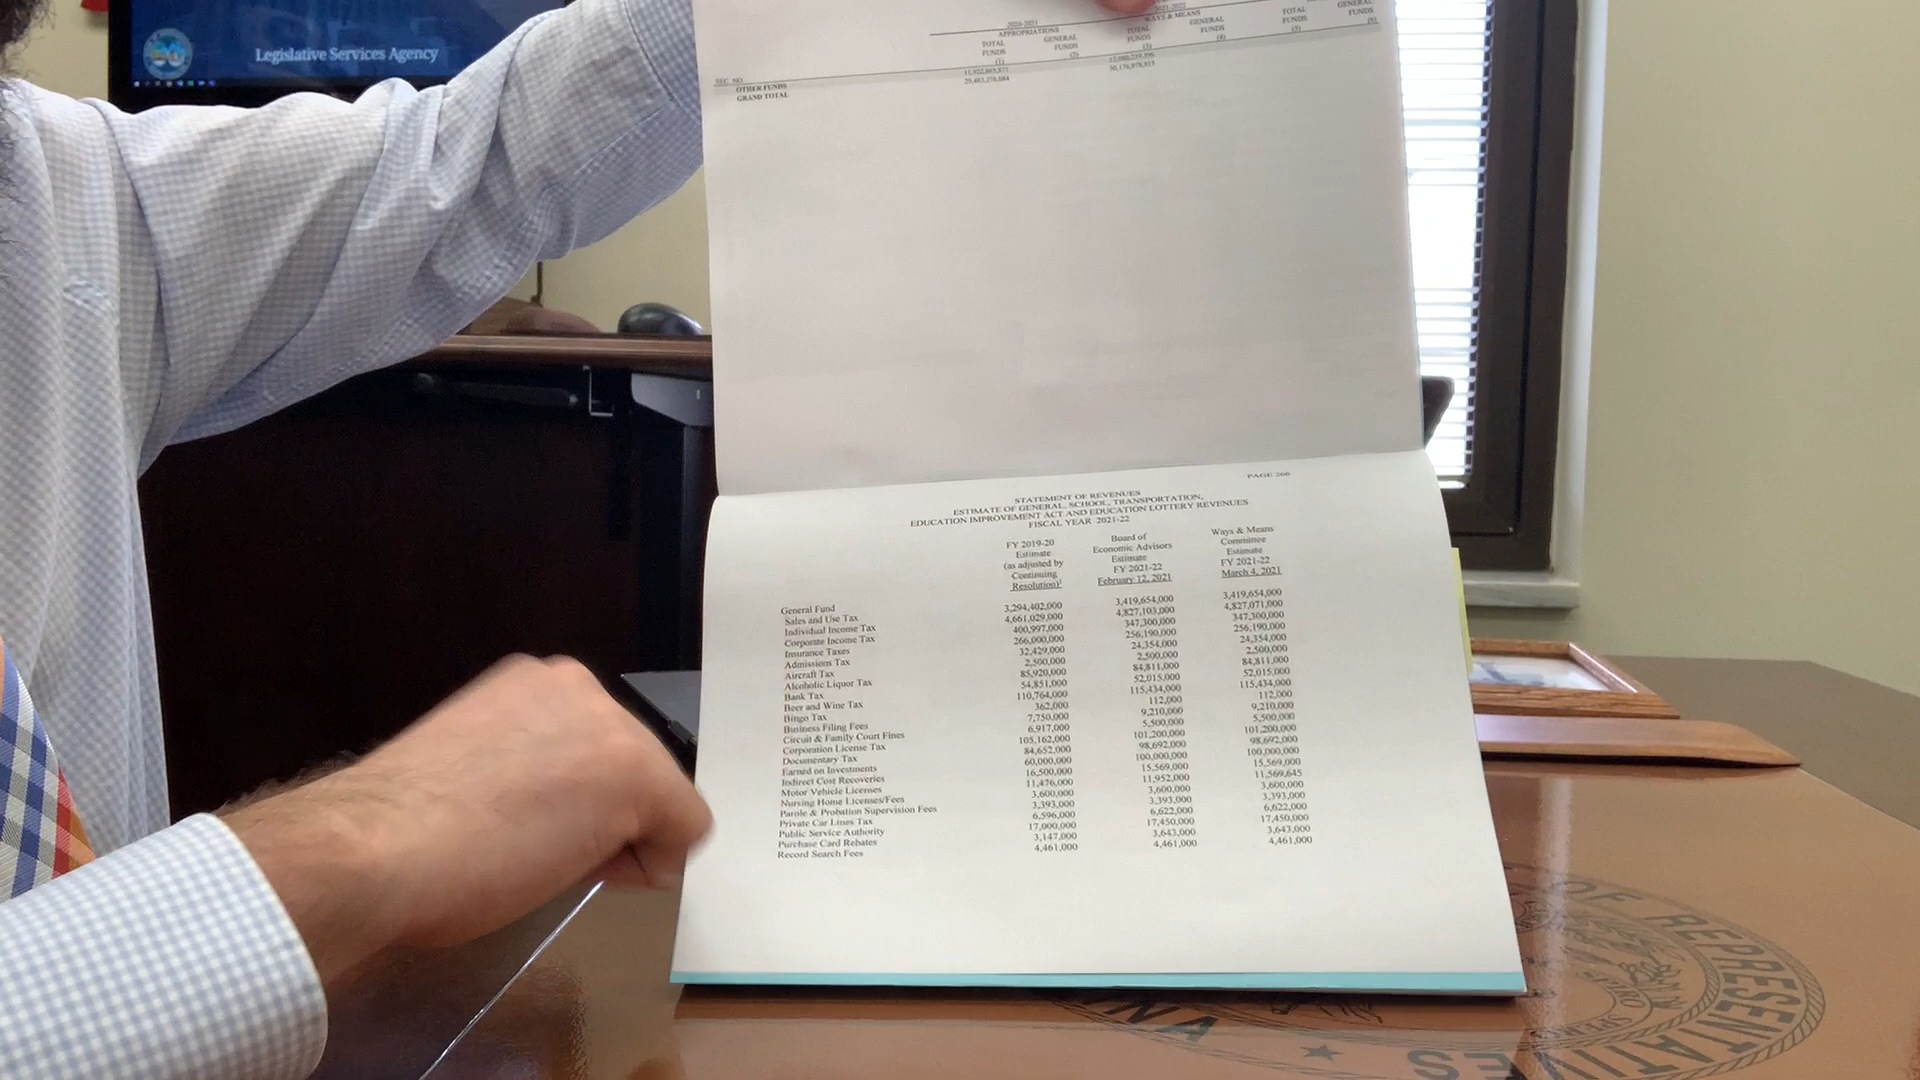 Legislative Services Agency
2020-2021 2021-2022
APPROPRIATIONS WAYS & MEANS
TOTAL GENERAL TOTAL GENERAL TOTAL GENERAL
FUNDS FUNDS FUNDS FUNDS FUNDS FUNDS
(1) (2) (3) (4) (5) (6)
SEC. NO.
OTHER FUNDS
GRAND TOTAL
PAGE 266
STATEMENT OF REVENUES
ESTIMATE OF GENERAL, SCHOOL, TRANSPORTATION,
EDUCATION IMPROVEMENT ACT AND EDUCATION LOTTERY REVENUES
FISCAL YEAR 2021-22
FY 2019-20 Board of Ways & Means
Estimate Economic Advisors Committee
(as adjusted by Estimate Estimate
Continuing FY 2021-22 FY 2021-22
Resolution)¹ February 12, 2021 March 4, 2021
General Fund
Sales and Use Tax 3,294,402,000 3,419,654,000 3,419,654,000
Individual Income Tax 4,661,029,000 4,827,103,000 4,827,071,000
Corporate Income Tax 400,997,000 347,300,000 347,300,000
Insurance Taxes 266,000,000 256,190,000 256,190,000
Admissions Tax 32,429,000 24,354,000 24,354,000
Aircraft Tax 2,500,000 2,500,000 2,500,000
Alcoholic Liquor Tax 85,920,000 84,811,000 84,811,000
Bank Tax 54,851,000 52,015,000 52,015,000
Beer and Wine Tax 110,764,000 115,434,000 115,434,000
Bingo Tax 362,000 112,000 112,000
Business Filing Fees 7,750,000 9,210,000 9,210,000
Circuit & Family Court Fines 6,917,000 5,500,000 5,500,000
Corporation License Tax 105,162,000 101,200,000 101,200,000
Documentary Tax 84,652,000 98,692,000 98,692,000
Earned on Investments 60,000,000 100,000,000 100,000,000
Indirect Cost Recoveries 16,500,000 15,569,000 15,569,000
Motor Vehicle Licenses 11,476,000 11,952,000 11,569,645
Nursing Home Licenses/Fees 3,600,000 3,600,000 3,600,000
Parole & Probation Supervision Fees 3,393,000 3,393,000 3,393,000
Private Car Lines Tax 6,596,000 6,622,000 6,622,000
Public Service Authority 17,000,000 17,450,000 17,450,000
Purchase Card Rebates 3,147,000 3,643,000 3,643,000
Record Search Fees 4,461,000 4,461,000 4,461,000
OF REPRESENTATIVES